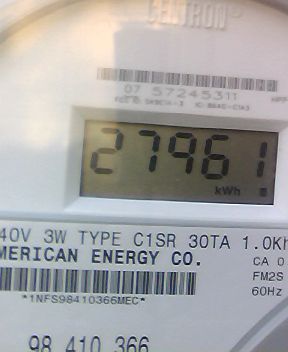 CENTRON®
07 57245311
27961
kWh
40V 3W TYPE C1SR 30TA 1.0Kh
MERICAN ENERGY CO.
CA 0
FM2S
60Hz
*1NFS98410366MEC*
98 410 366